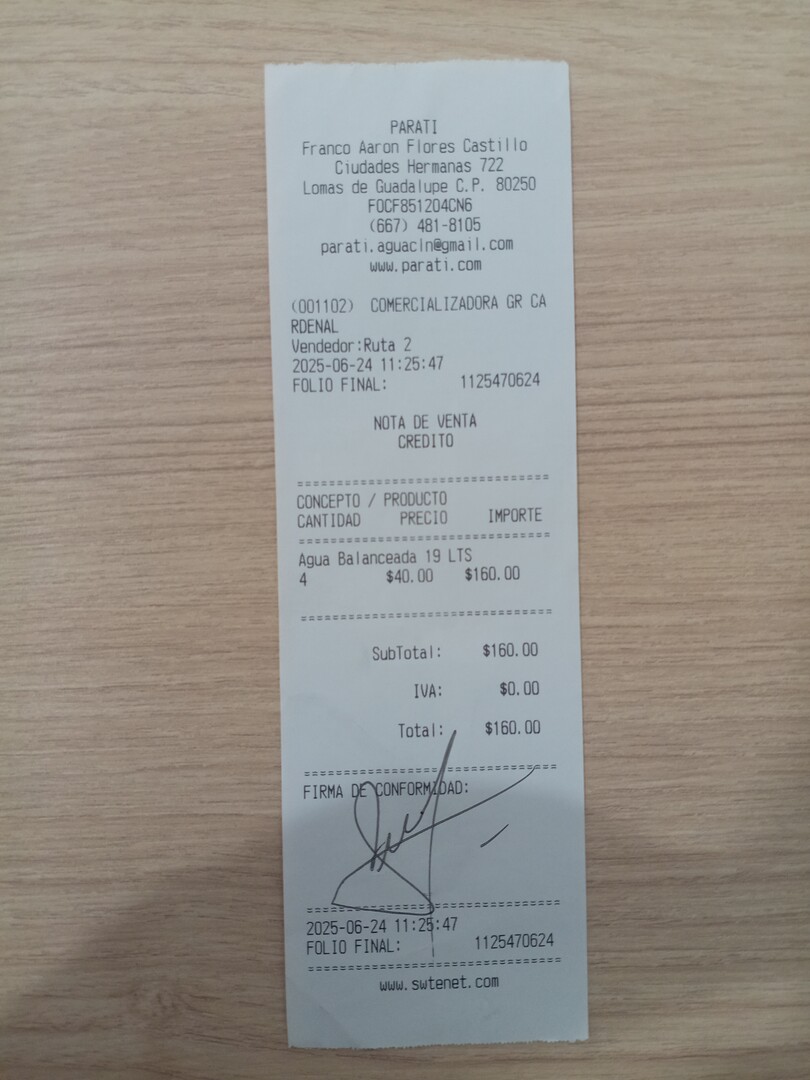 PARATI
Franco Aaron Flores Castillo
Ciudades Hermanas 722
Lomas de Guadalupe C.P. 80250
FOCF851204CN6
(667) 481-8105
parati.aguacln@gmail.com
www.parati.com
(001102) COMERCIALIZADORA GR CA
RDENAL
Vendedor:Ruta 2
2025-06-24 11:25:47
FOLIO FINAL: 1125470624
NOTA DE VENTA
CREDITO
===============================
CONCEPTO / PRODUCTO
CANTIDAD PRECIO IMPORTE
===============================
Agua Balanceada 19 LTS
4 $40.00 $160.00
===============================
SubTotal: $160.00
IVA: $0.00
Total: $160.00
===============================
FIRMA DE CONFORMIDAD:
===============================
2025-06-24 11:25:47
FOLIO FINAL: 1125470624
===============================
www.swtenet.com